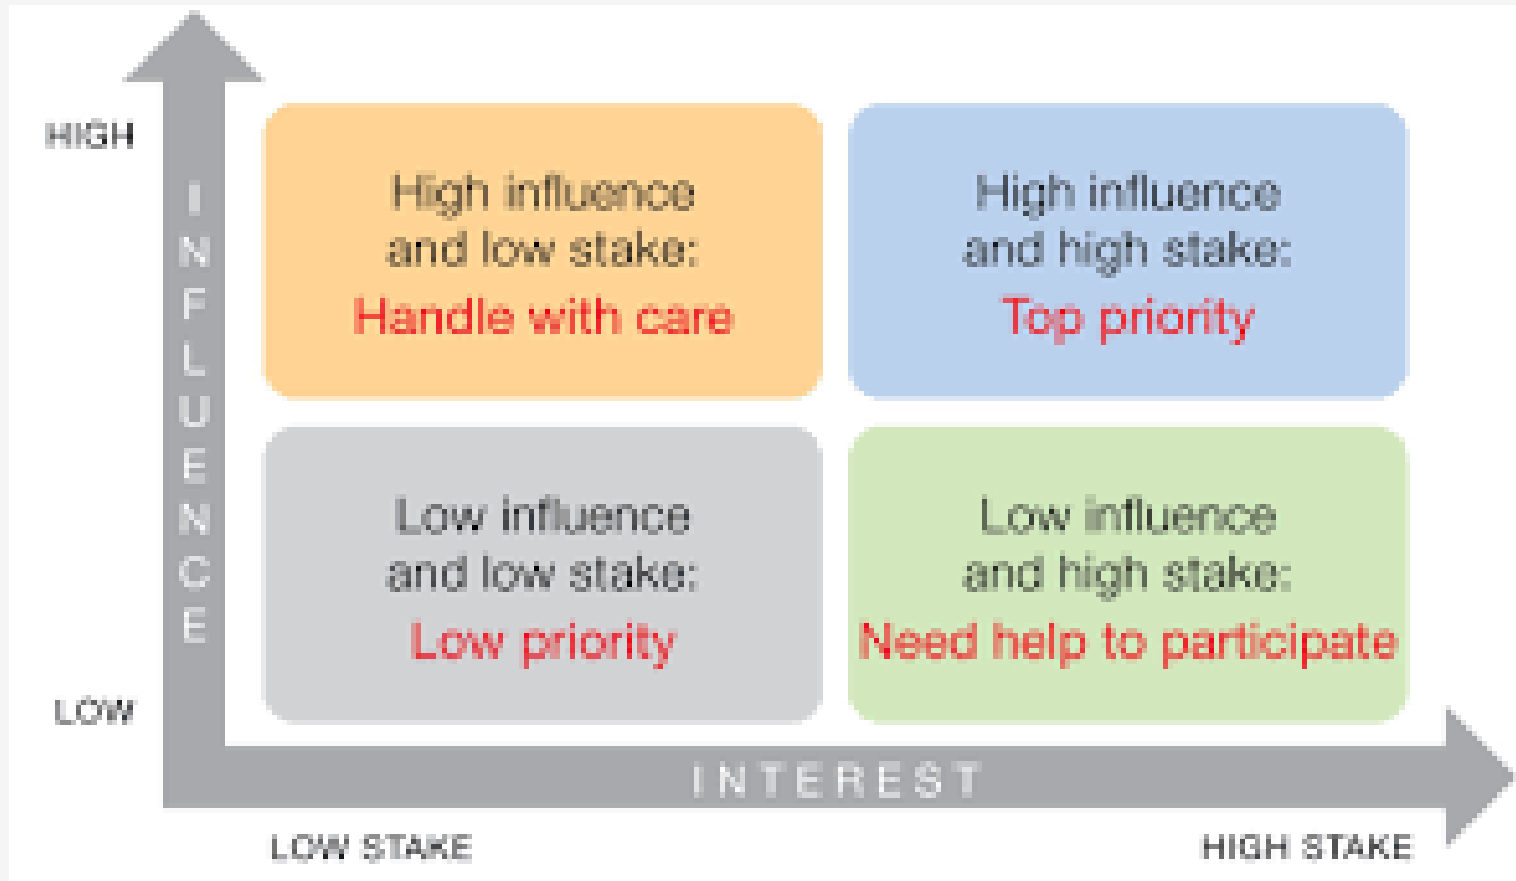 HIGH
INFLUENCE
High influence
and low stake:
Handle with care
High influence
and high stake:
Top priority
Low influence
and low stake:
Low priority
Low influence
and high stake:
Need help to participate
LOW
INTEREST
LOW STAKE
HIGH STAKE